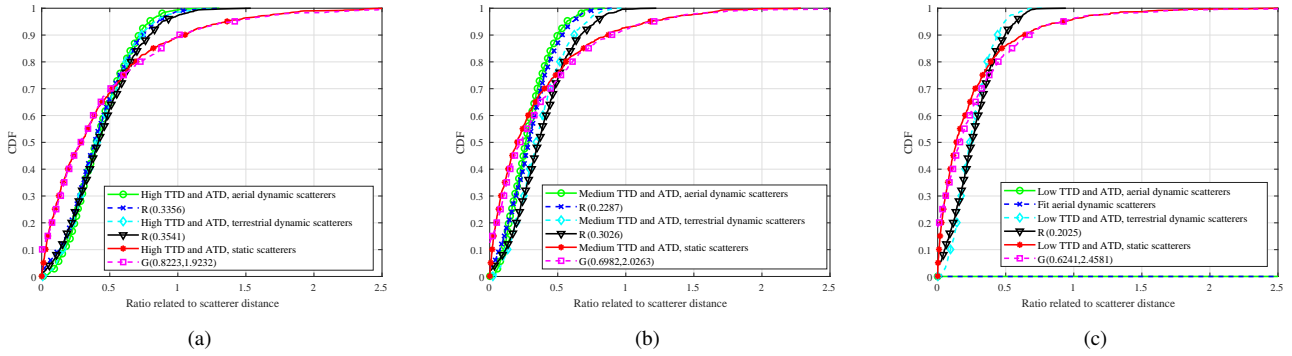 CDF
1
0.9
0.8
0.7
0.6
0.5
0.4
0.3
0.2
0.1
0
High TTD and ATD, aerial dynamic scatterers
R(0.3356)
High TTD and ATD, terrestrial dynamic scatterers
R(0.3541)
High TTD and ATD, static scatterers
G(0.8223,1.9232)
0 0.5 1 1.5 2 2.5
Ratio related to scatterer distance
(a)
CDF
1
0.9
0.8
0.7
0.6
0.5
0.4
0.3
0.2
0.1
0
Medium TTD and ATD, aerial dynamic scatterers
R(0.2287)
Medium TTD and ATD, terrestrial dynamic scatterers
R(0.3026)
Medium TTD and ATD, static scatterers
G(0.6982,2.0263)
0 0.5 1 1.5 2 2.5
Ratio related to scatterer distance
(b)
CDF
1
0.9
0.8
0.7
0.6
0.5
0.4
0.3
0.2
0.1
0
Low TTD and ATD, aerial dynamic scatterers
Fit aerial dynamic scatterers
Low TTD and ATD, terrestrial dynamic scatterers
R(0.2025)
Low TTD and ATD, static scatterers
G(0.6241,2.4581)
0 0.5 1 1.5 2 2.5
Ratio related to scatterer distance
(c)